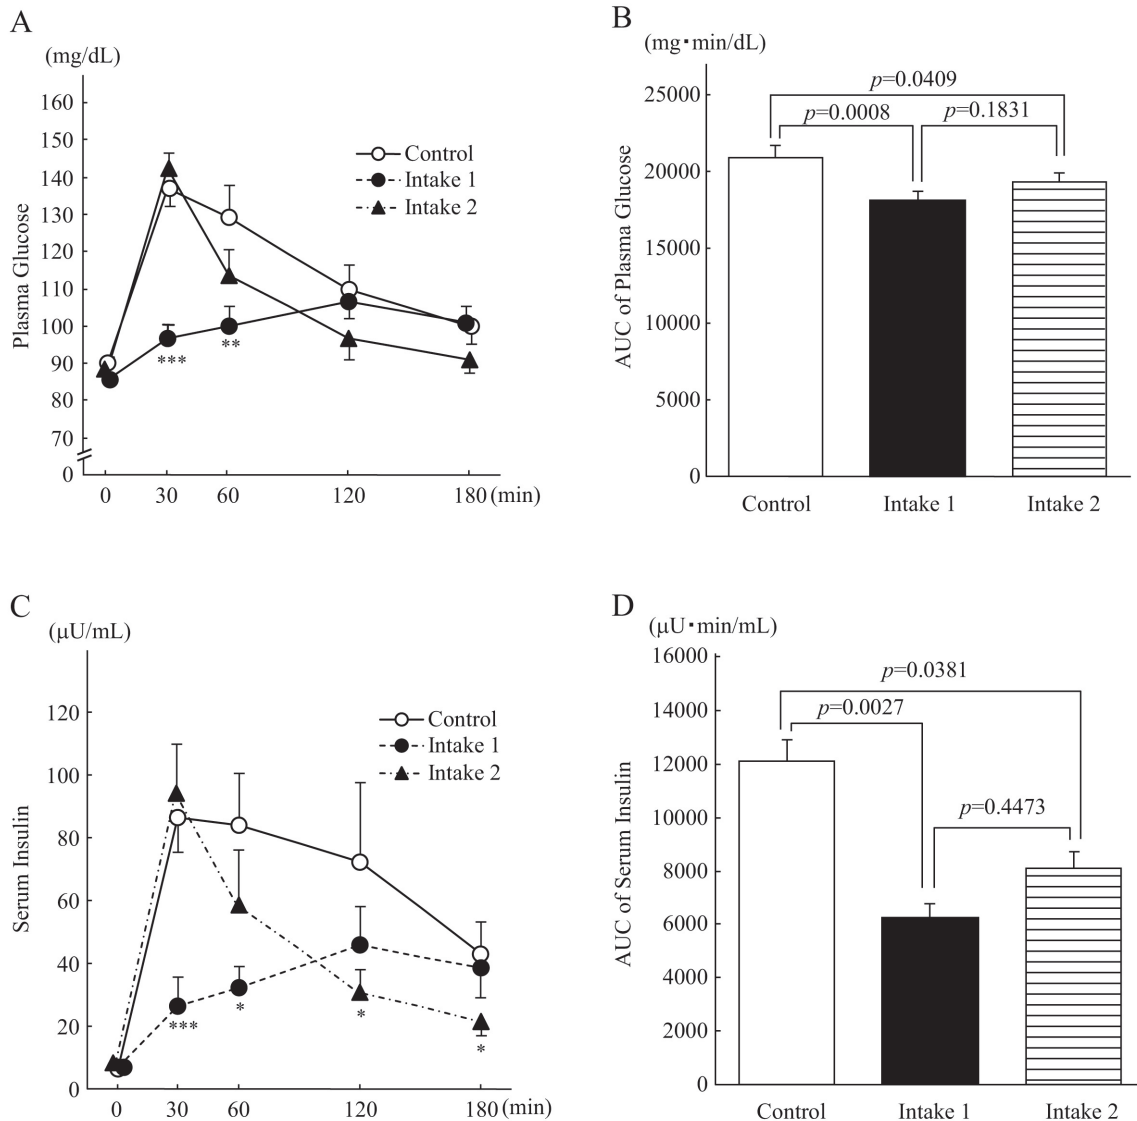 A
(mg/dL)
Plasma Glucose
160
150
140
130
120
110
100
90
80
70
0
0 30 60 120 180 (min)
Control
Intake 1
Intake 2
***
**
B
(mg・min/dL)
AUC of Plasma Glucose
25000
20000
15000
10000
5000
0
p=0.0409
p=0.0008
p=0.1831
Control Intake 1 Intake 2
C
(μU/mL)
Serum Insulin
120
100
80
60
40
20
0
0 30 60 120 180 (min)
Control
Intake 1
Intake 2
***
*
*
*
D
(μU・min/mL)
AUC of Serum Insulin
16000
14000
12000
10000
8000
6000
4000
2000
0
p=0.0381
p=0.0027
p=0.4473
Control Intake 1 Intake 2